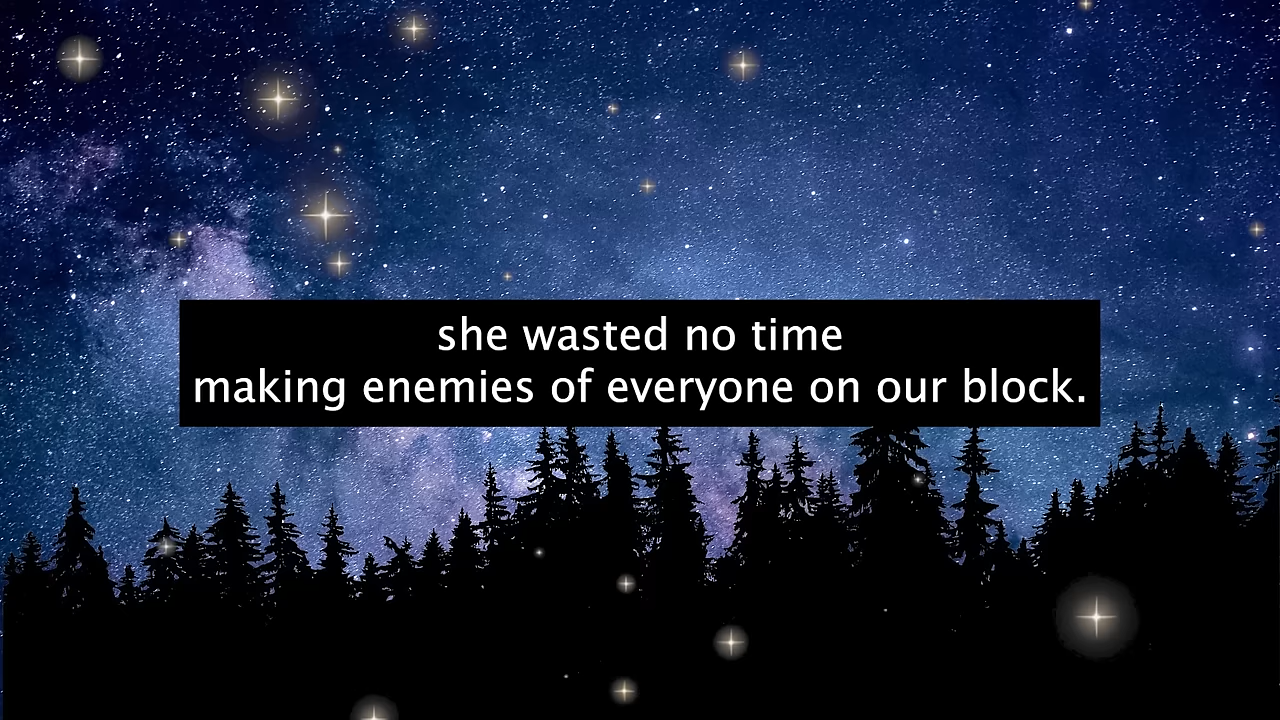 she wasted no time
making enemies of everyone on our block.